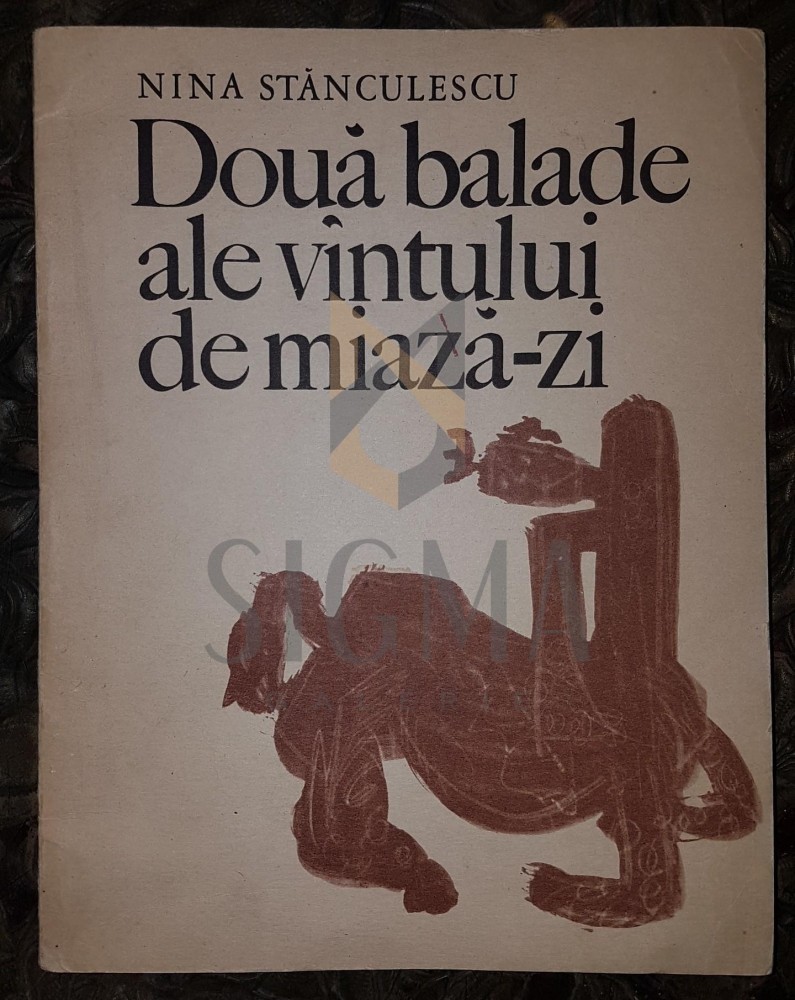 NINA STĂNCULESCU
Două balade
ale vîntului
de miază-zi
SIGMA